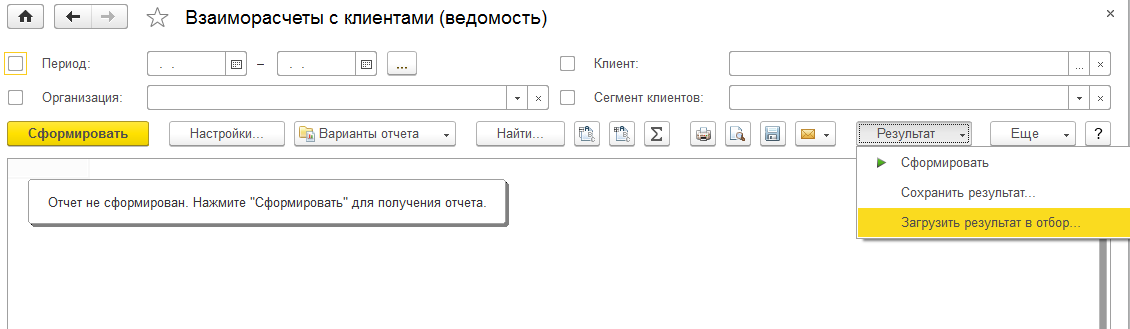 Взаиморасчеты с клиентами (ведомость)
Период: . . – . . ... Клиент: ...
Организация: Сегмент клиентов:
Сформировать Настройки... Варианты отчета Найти... Σ Результат Еще ?
Сформировать
Сохранить результат...
Загрузить результат в отбор...
Отчет не сформирован. Нажмите "Сформировать" для получения отчета.